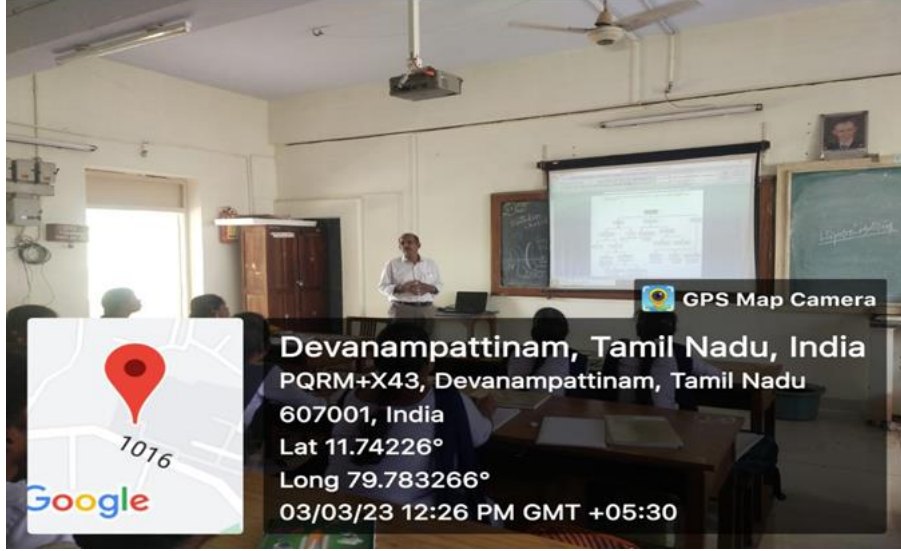 GPS Map Camera
Devanampattinam, Tamil Nadu, India
PQRM+X43, Devanampattinam, Tamil Nadu
607001, India
Lat 11.74226°
Long 79.783266°
03/03/23 12:26 PM GMT +05:30
1016
Google